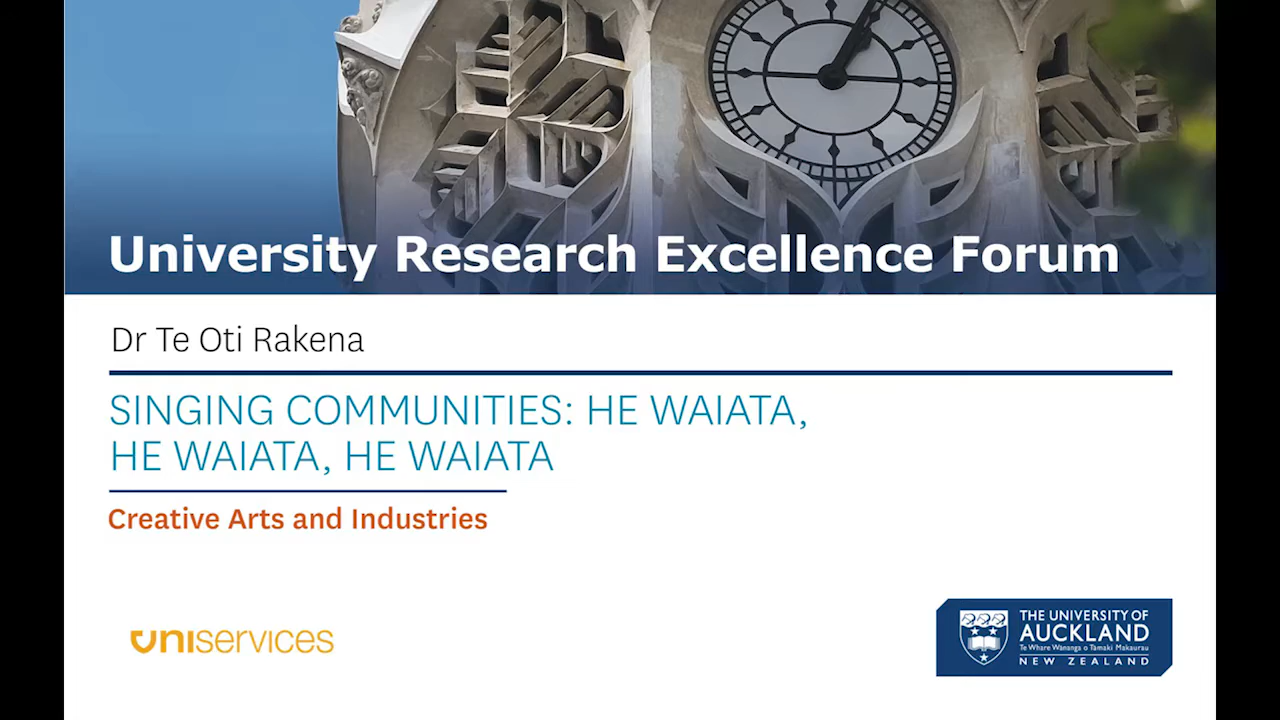 University Research Excellence Forum
Dr Te Oti Rakena
SINGING COMMUNITIES: HE WAIATA,
HE WAIATA, HE WAIATA
Creative Arts and Industries
uniservices
THE UNIVERSITY OF
AUCKLAND
Te Whare Wānanga o Tāmaki Makaurau
NEW ZEALAND